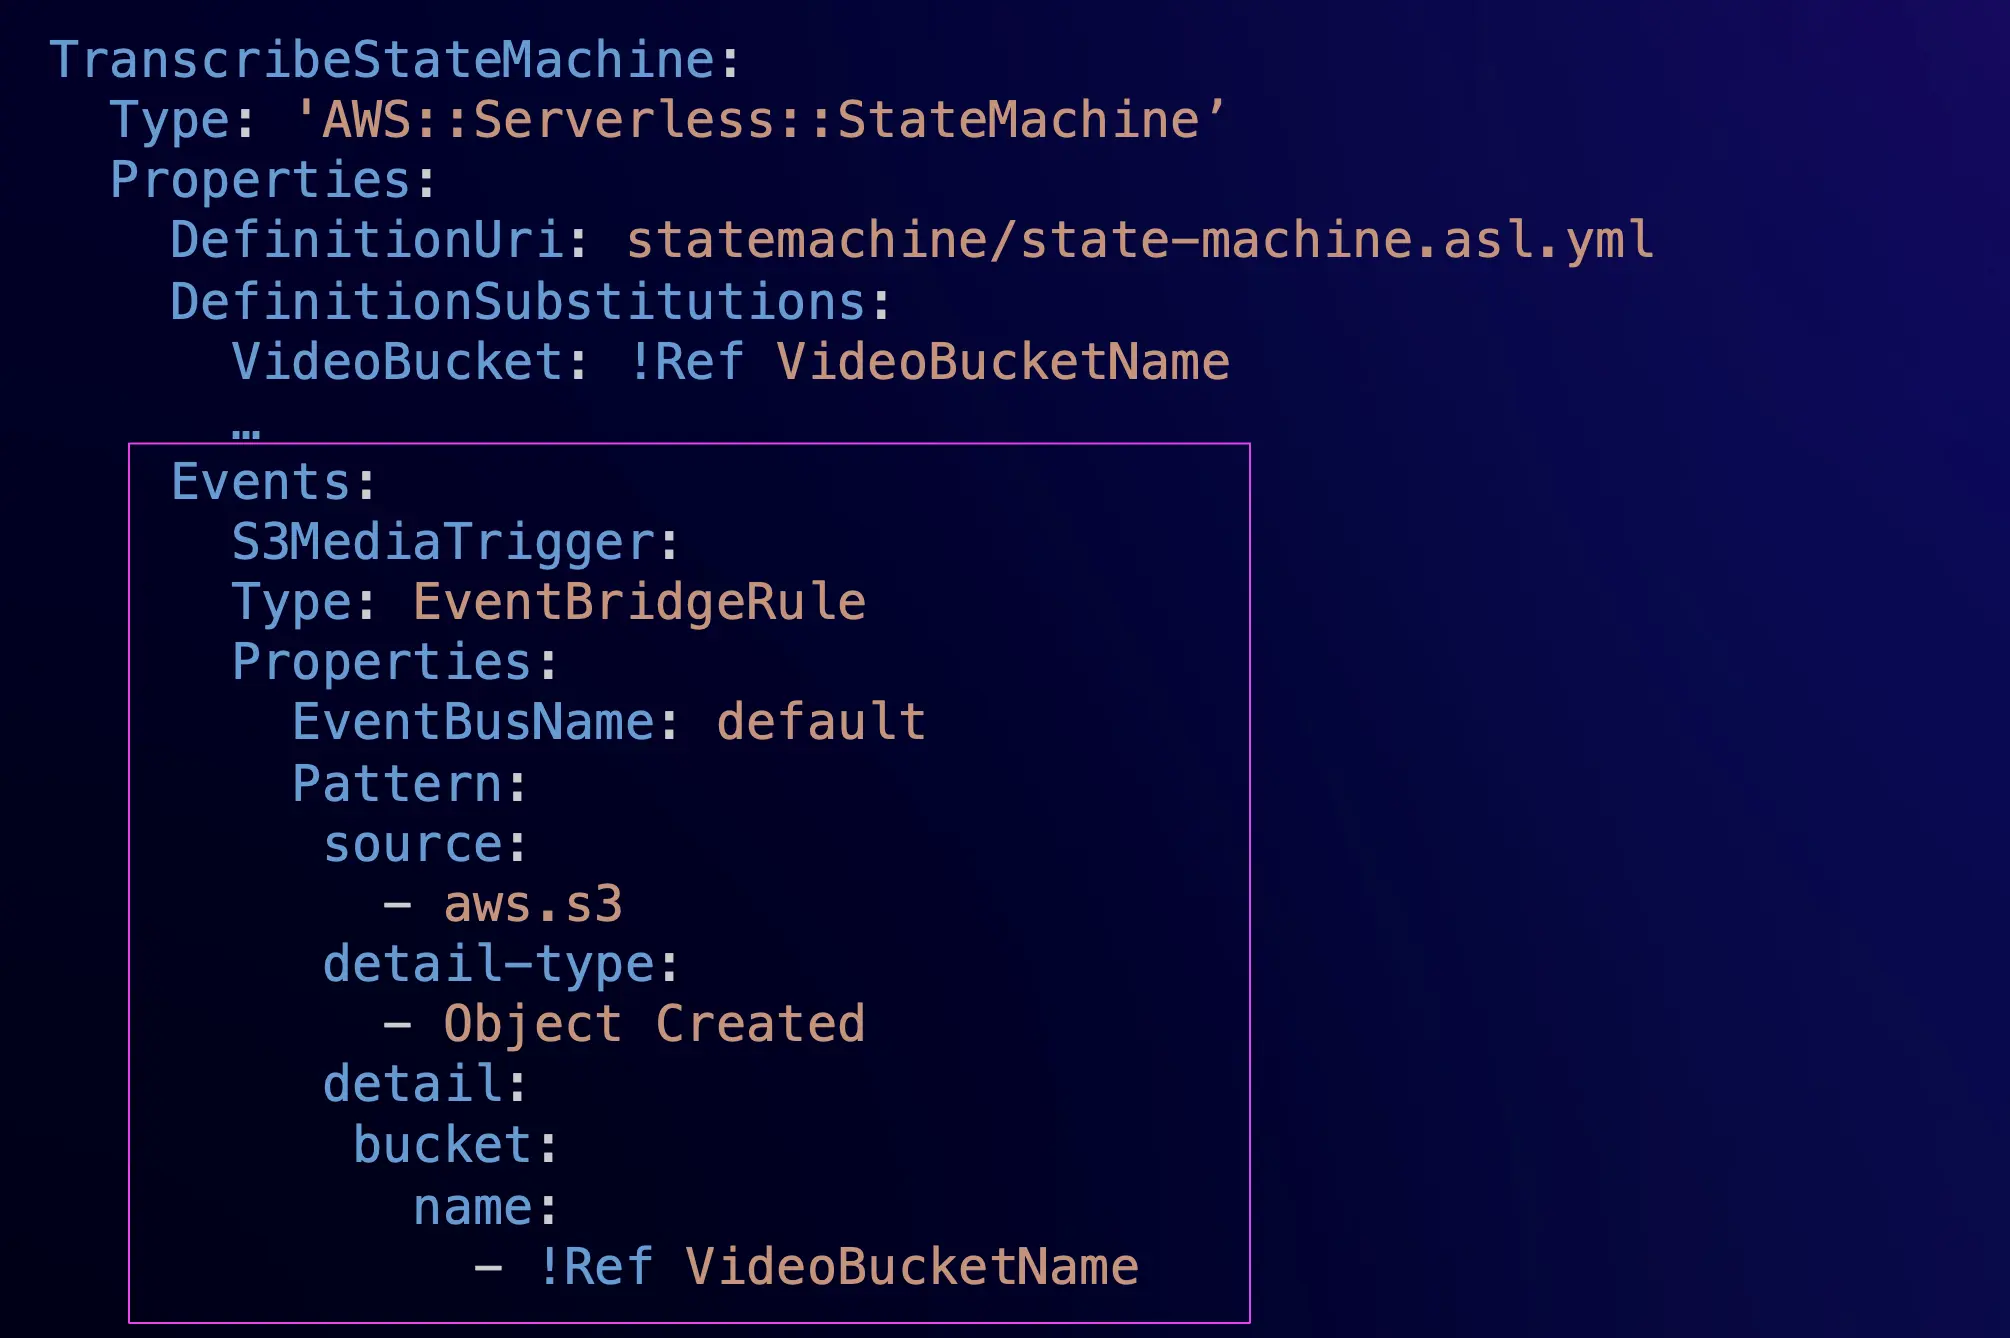 TranscribeStateMachine:
  Type: 'AWS::Serverless::StateMachine’
  Properties:
    DefinitionUri: statemachine/state-machine.asl.yml
    DefinitionSubstitutions:
      VideoBucket: !Ref VideoBucketName
      …
    Events:
      S3MediaTrigger:
      Type: EventBridgeRule
      Properties:
        EventBusName: default
        Pattern:
         source:
           - aws.s3
         detail-type:
           - Object Created
         detail:
          bucket:
            name:
              - !Ref VideoBucketName